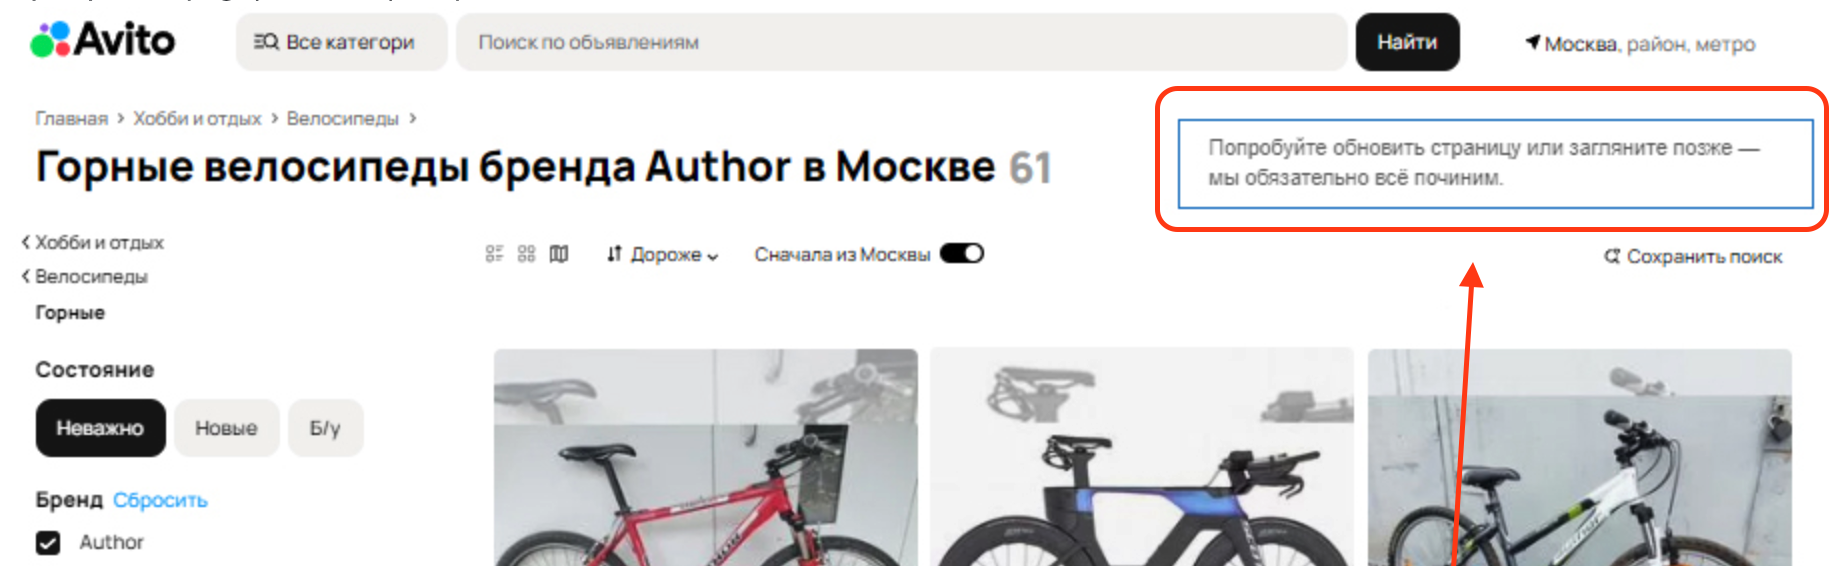 Avito
Все категори
Поиск по объявлениям
Найти
Москва, район, метро
Главная > Хобби и отдых > Велосипеды >
Горные велосипеды бренда Author в Москве 61
Попробуйте обновить страницу или загляните позже —
мы обязательно всё починим.
Хобби и отдых
Велосипеды
Горные
Дороже
Сначала из Москвы
Сохранить поиск
Состояние
Неважно
Новые
Б/у
Бренд Сбросить
Author